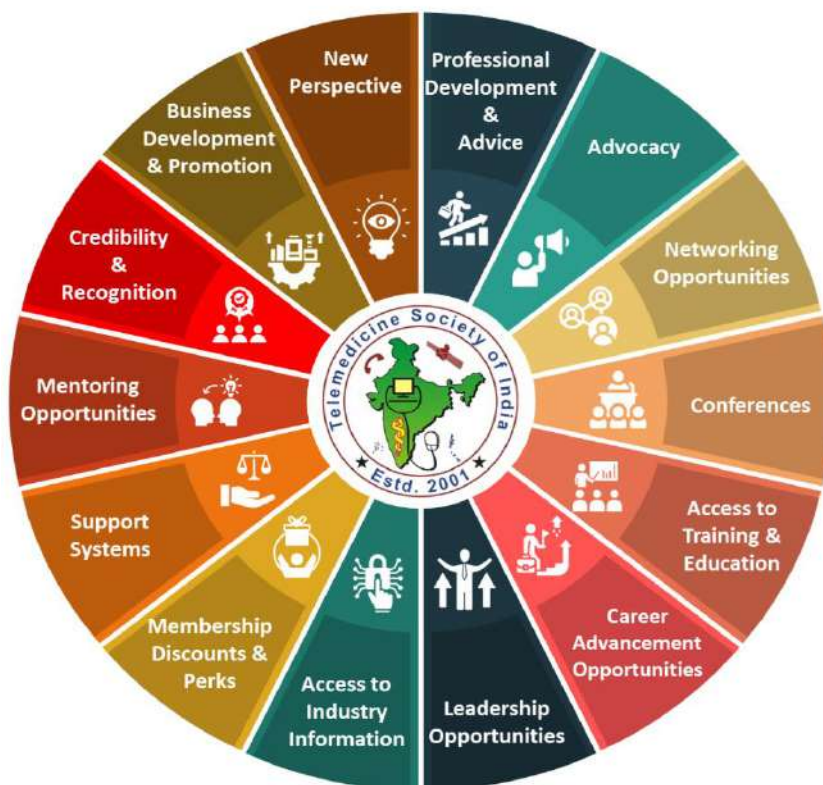 New
Perspective
Professional
Development
&
Advice
Advocacy
Networking
Opportunities
Conferences
Access to
Training &
Education
Career
Advancement
Opportunities
Leadership
Opportunities
Access to
Industry
Information
Membership
Discounts &
Perks
Support
Systems
Mentoring
Opportunities
Credibility
&
Recognition
Business
Development
& Promotion
Telemedicine Society of India
★ Estd. 2001 ★